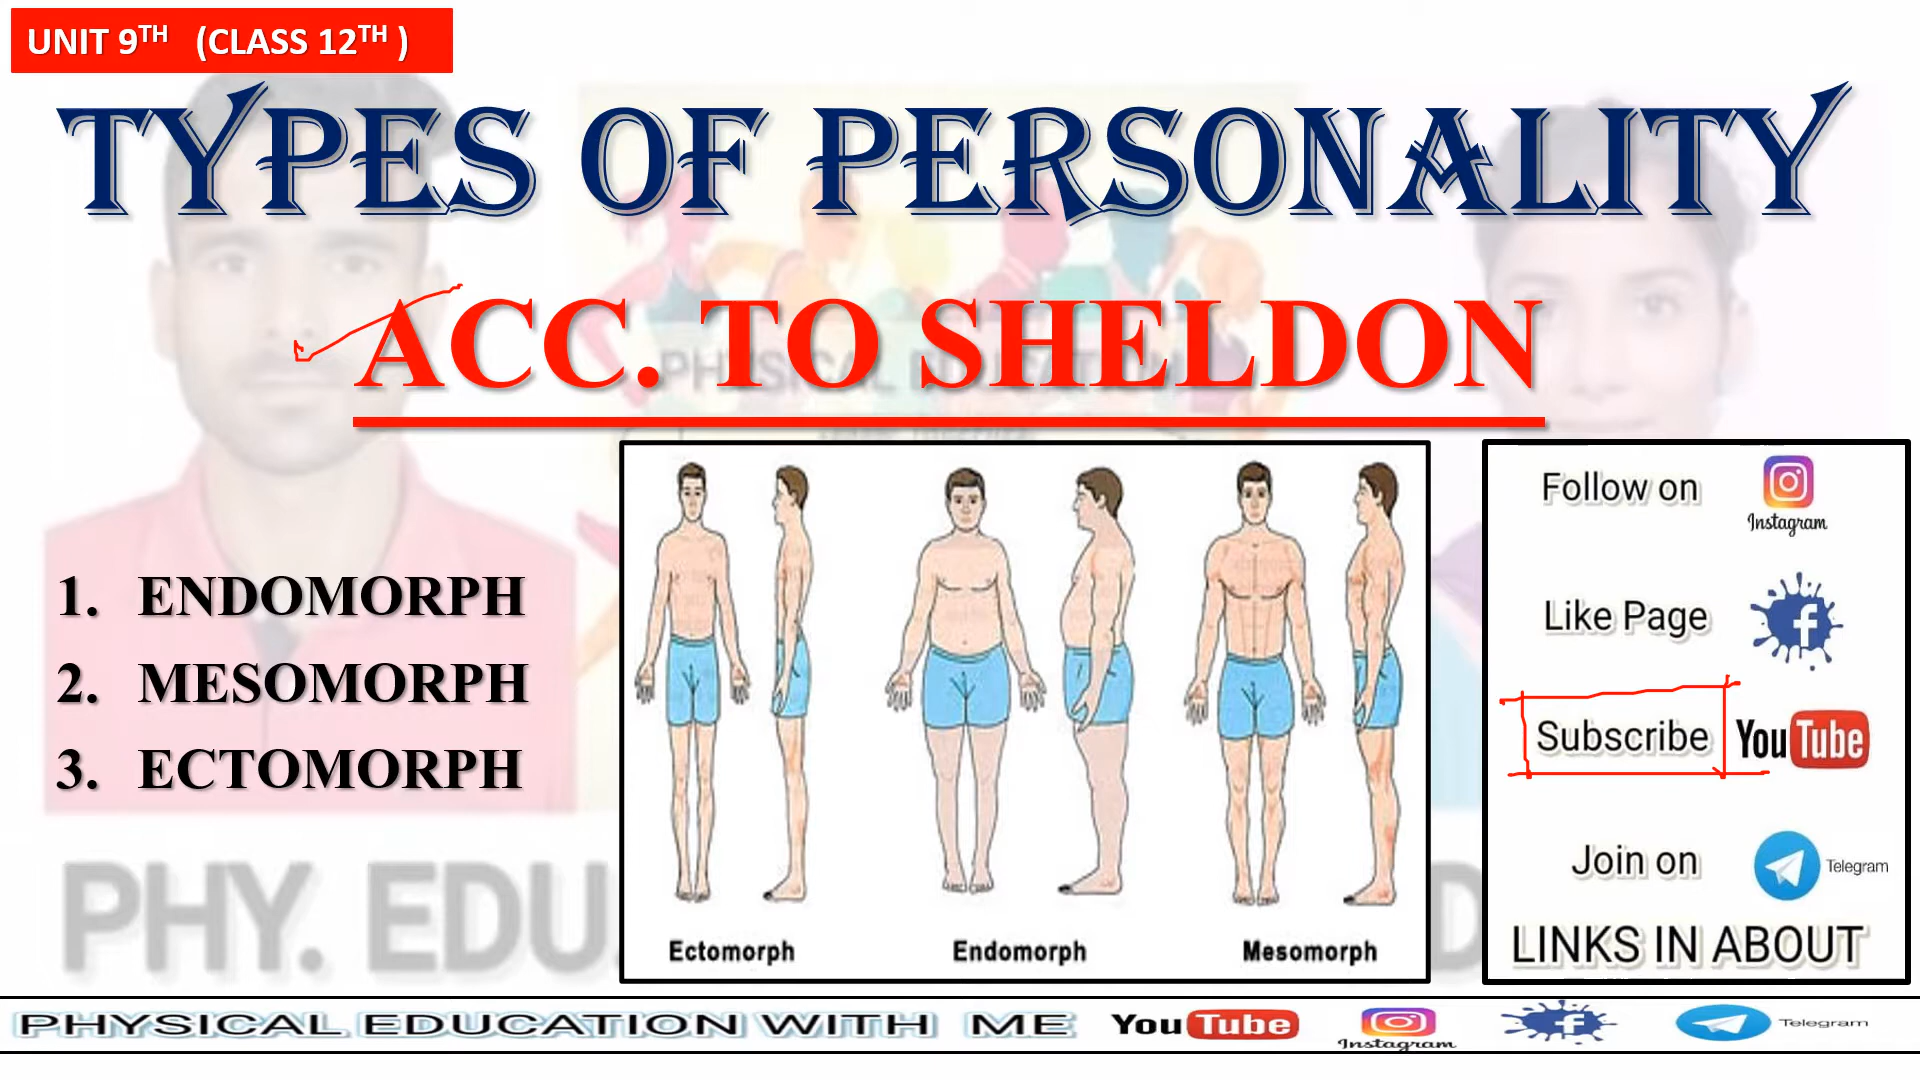 UNIT 9TH (CLASS 12TH )
TYPES OF PERSONALITY
ACC. TO SHELDON
PHYSICAL EDUCATION
1. ENDOMORPH
2. MESOMORPH
3. ECTOMORPH
PHY. EDU.
Ectomorph Endomorph Mesomorph
Follow on Instagram
Like Page f
Subscribe YouTube
Join on Telegram
LINKS IN ABOUT
PHYSICAL EDUCATION WITH ME YouTube Instagram f Telegram